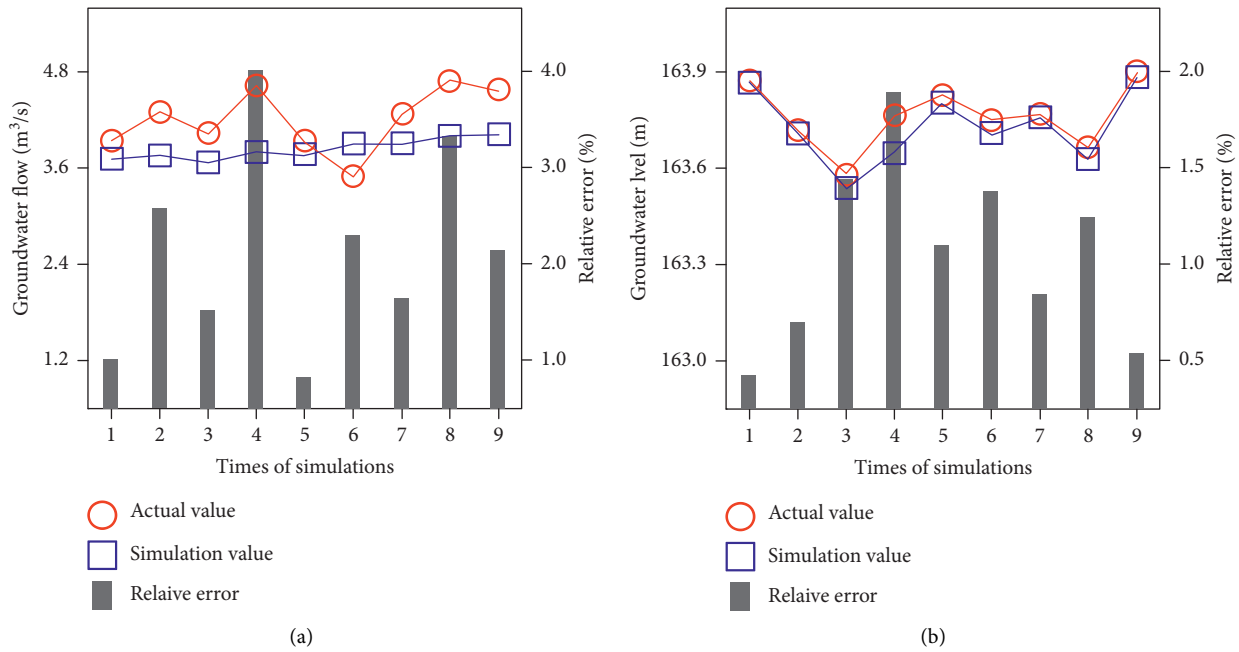 4.8
3.6
2.4
1.2
Groundwater flow (m³/s)
4.0
3.0
2.0
1.0
Relative error (%)
1 2 3 4 5 6 7 8 9
Times of simulations
Actual value
Simulation value
Relaive error
(a)
163.9
163.6
163.3
163.0
Groundwater lvel (m)
2.0
1.5
1.0
0.5
Relative error (%)
1 2 3 4 5 6 7 8 9
Times of simulations
Actual value
Simulation value
Relaive error
(b)